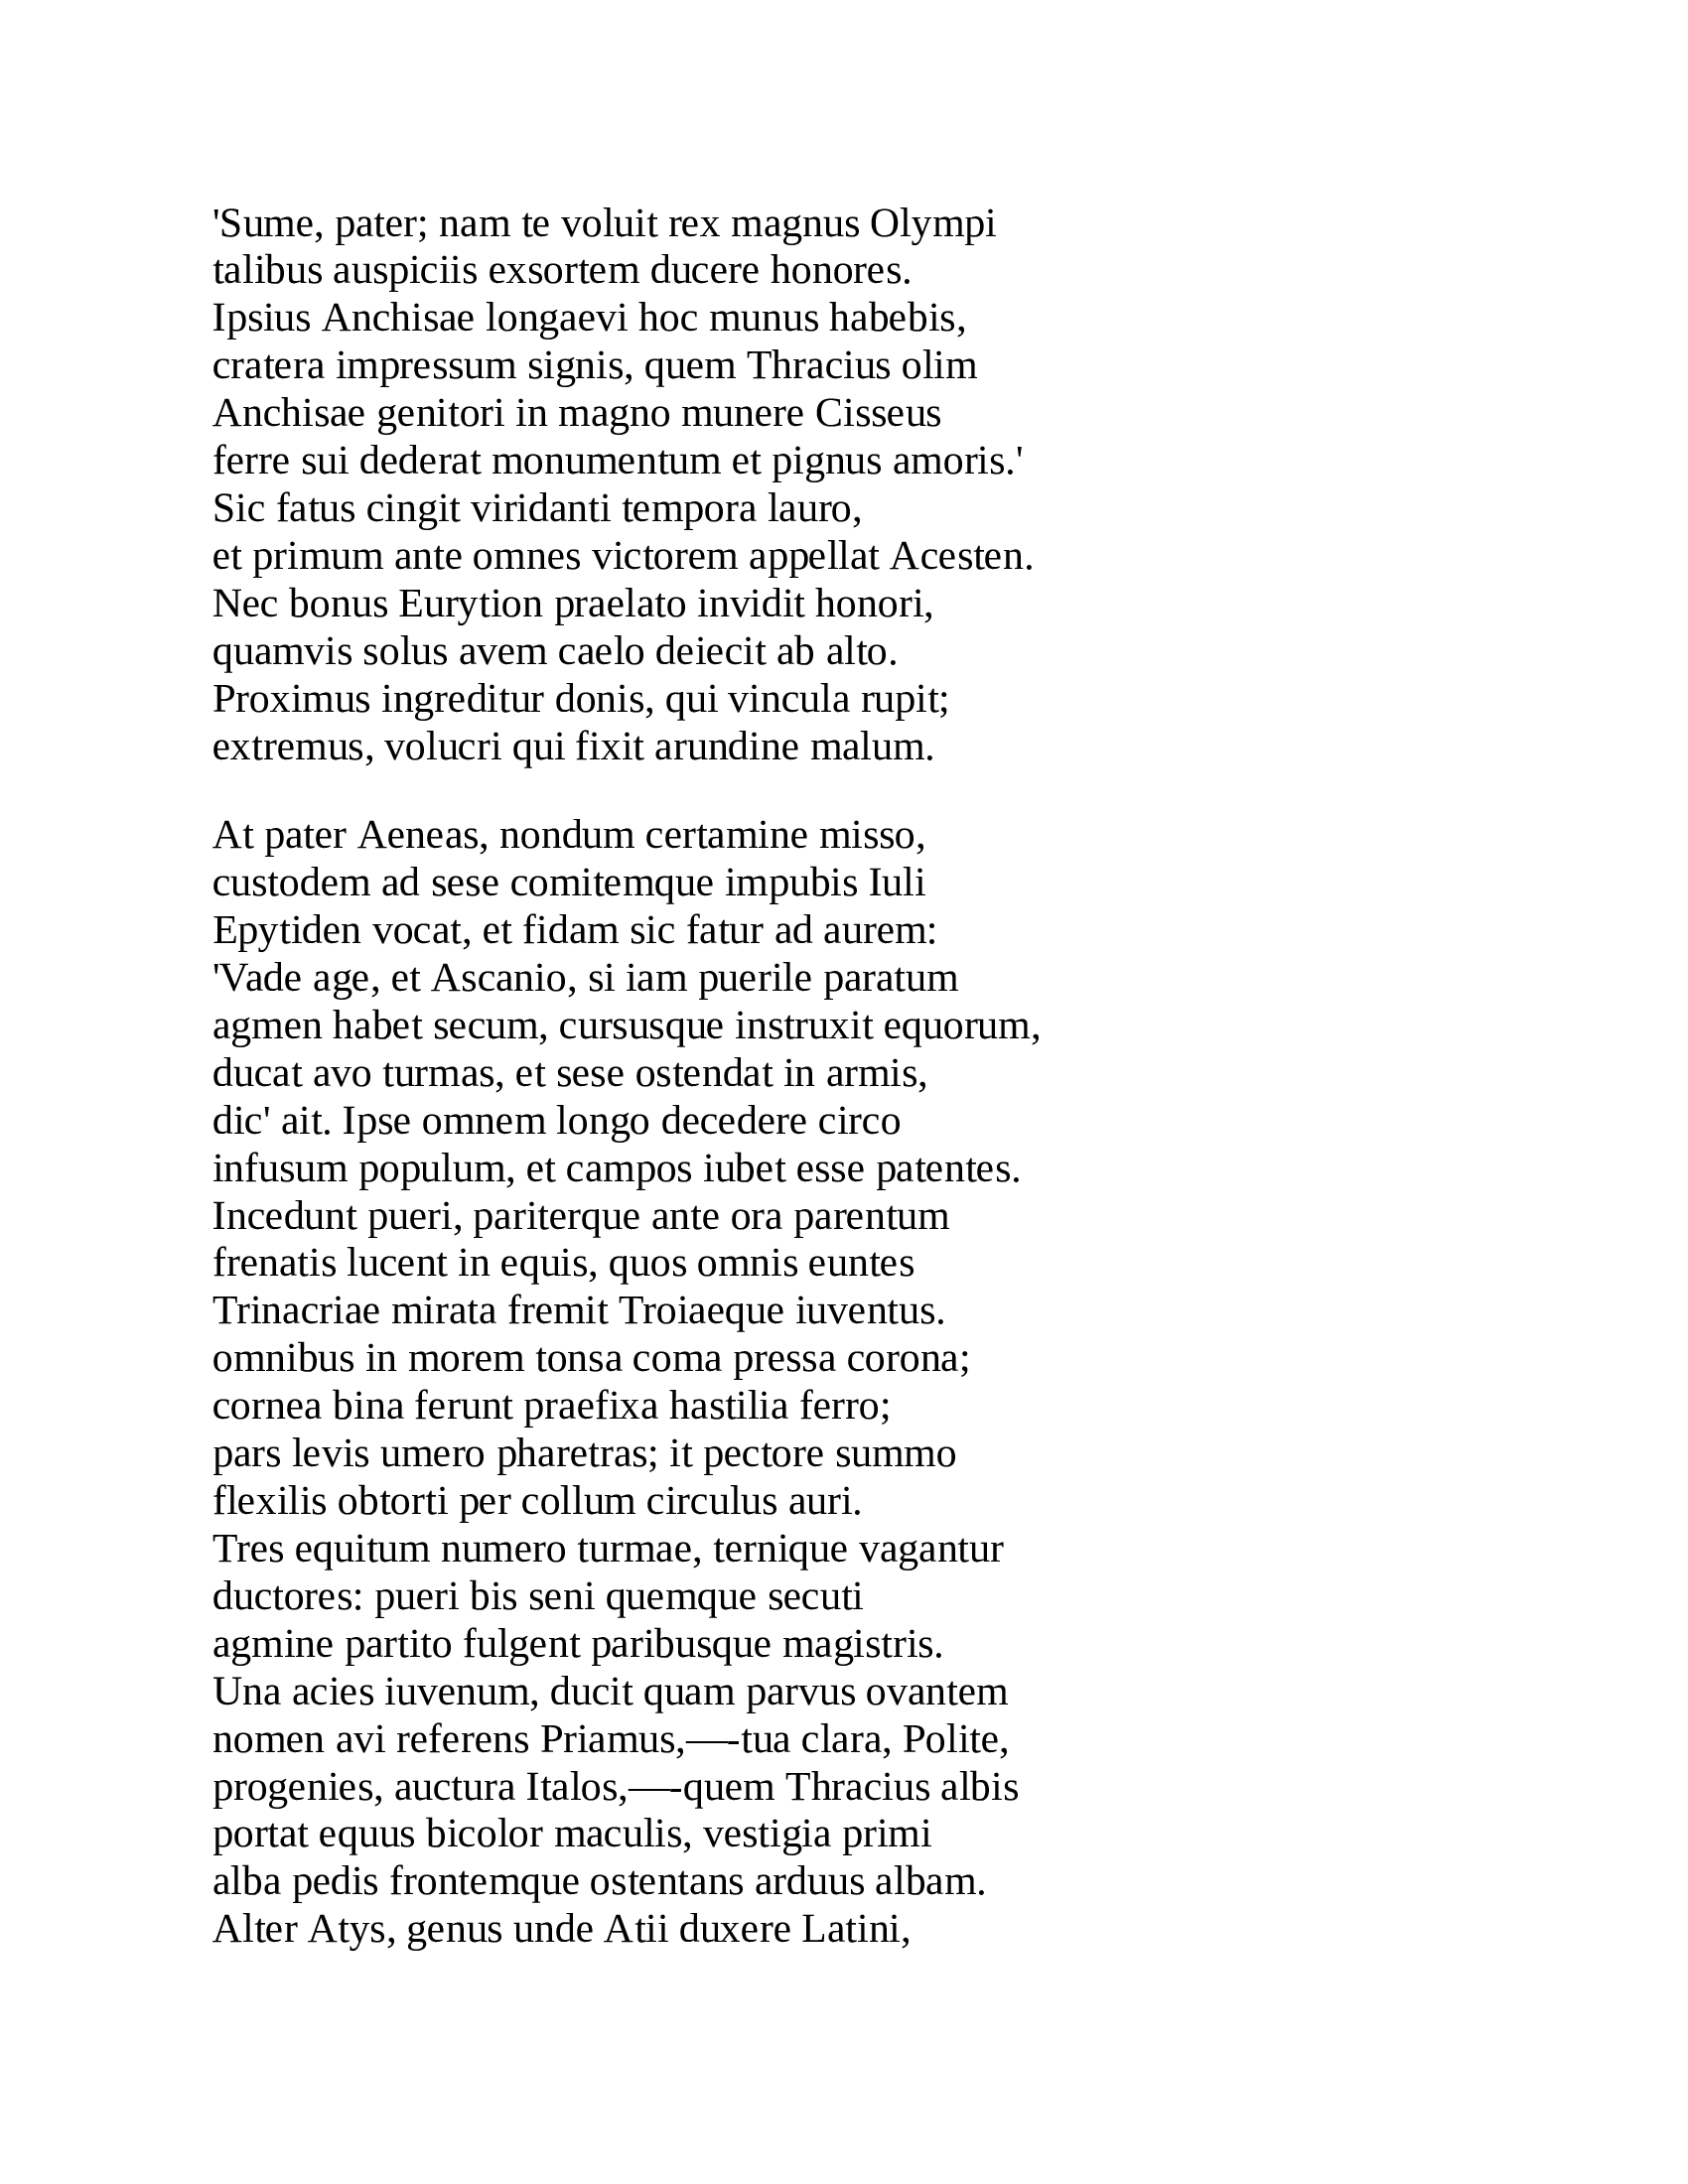 'Sume, pater; nam te voluit rex magnus Olympi
talibus auspiciis exsortem ducere honores.
Ipsius Anchisae longaevi hoc munus habebis,
cratera impressum signis, quem Thracius olim
Anchisae genitori in magno munere Cisseus
ferre sui dederat monumentum et pignus amoris.'
Sic fatus cingit viridanti tempora lauro,
et primum ante omnes victorem appellat Acesten.
Nec bonus Eurytion praelato invidit honori,
quamvis solus avem caelo deiecit ab alto.
Proximus ingreditur donis, qui vincula rupit;
extremus, volucri qui fixit arundine malum.

At pater Aeneas, nondum certamine misso,
custodem ad sese comitemque impubis Iuli
Epytiden vocat, et fidam sic fatur ad aurem:
'Vade age, et Ascanio, si iam puerile paratum
agmen habet secum, cursusque instruxit equorum,
ducat avo turmas, et sese ostendat in armis,
dic' ait. Ipse omnem longo decedere circo
infusum populum, et campos iubet esse patentes.
Incedunt pueri, pariterque ante ora parentum
frenatis lucent in equis, quos omnis euntes
Trinacriae mirata fremit Troiaeque iuventus.
omnibus in morem tonsa coma pressa corona;
cornea bina ferunt praefixa hastilia ferro;
pars levis umero pharetras; it pectore summo
flexilis obtorti per collum circulus auri.
Tres equitum numero turmae, ternique vagantur
ductores: pueri bis seni quemque secuti
agmine partito fulgent paribusque magistris.
Una acies iuvenum, ducit quam parvus ovantem
nomen avi referens Priamus,—-tua clara, Polite,
progenies, auctura Italos,—-quem Thracius albis
portat equus bicolor maculis, vestigia primi
alba pedis frontemque ostentans arduus albam.
Alter Atys, genus unde Atii duxere Latini,